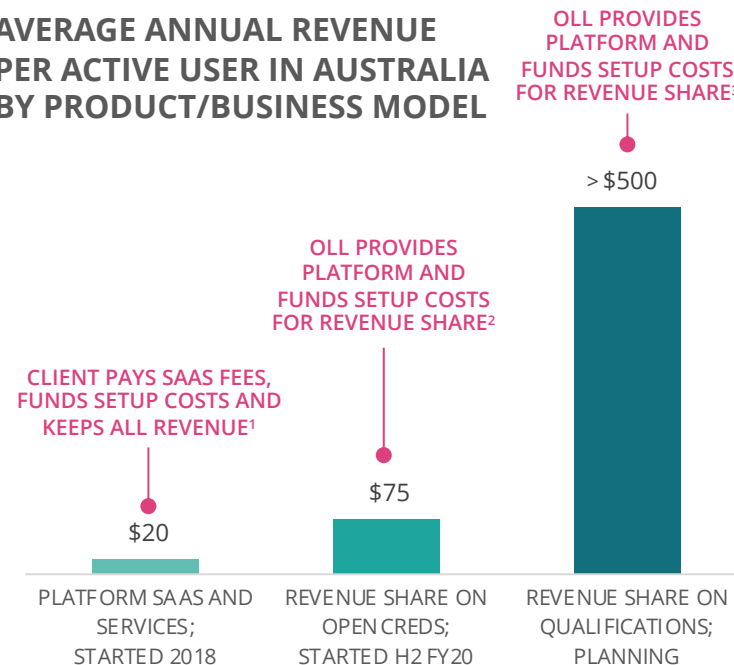 AVERAGE ANNUAL REVENUE
PER ACTIVE USER IN AUSTRALIA
BY PRODUCT/BUSINESS MODEL
OLL PROVIDES
PLATFORM AND
FUNDS SETUP COSTS
FOR REVENUE SHARE³
> $500
OLL PROVIDES
PLATFORM AND
FUNDS SETUP COSTS
FOR REVENUE SHARE²
$75
CLIENT PAYS SAAS FEES,
FUNDS SETUP COSTS AND
KEEPS ALL REVENUE¹
$20
PLATFORM SAAS AND
SERVICES;
STARTED 2018
REVENUE SHARE ON
OPENCREDS;
STARTED H2 FY20
REVENUE SHARE ON
QUALIFICATIONS;
PLANNING